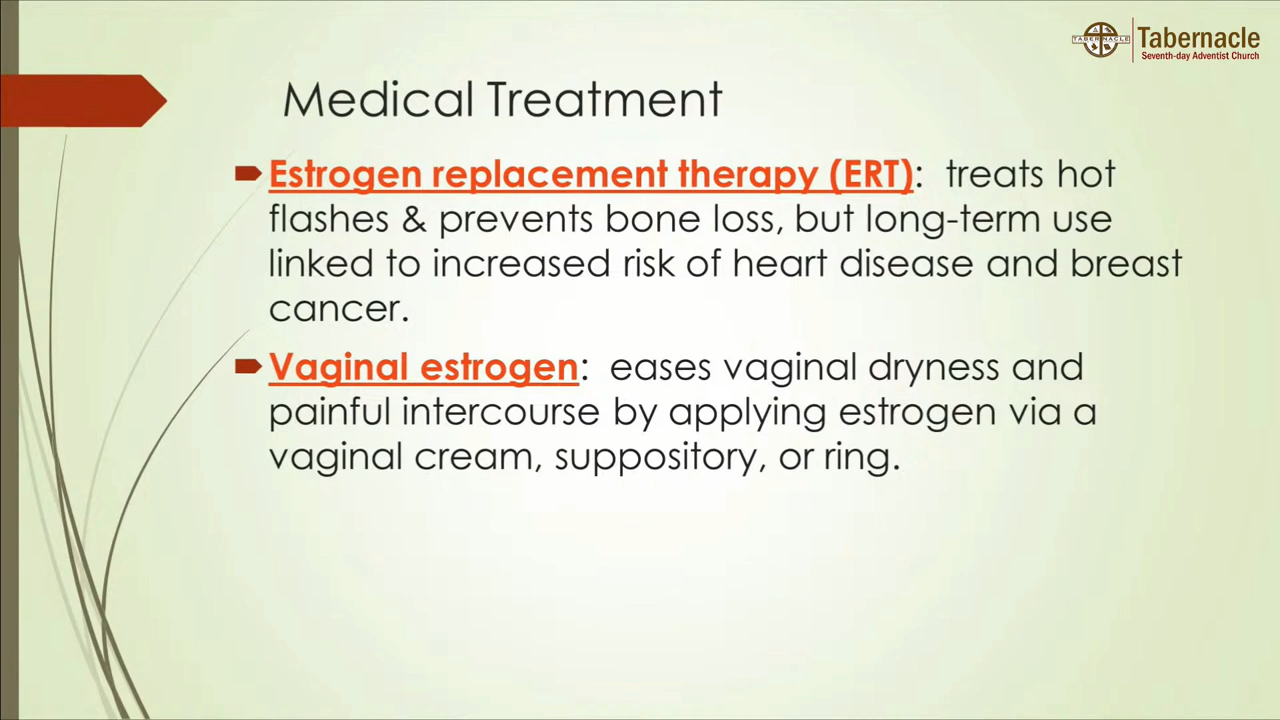 TABERNACLE
Tabernacle
Seventh-day Adventist Church
Medical Treatment
Estrogen replacement therapy (ERT): treats hot
flashes & prevents bone loss, but long-term use
linked to increased risk of heart disease and breast
cancer.
Vaginal estrogen: eases vaginal dryness and
painful intercourse by applying estrogen via a
vaginal cream, suppository, or ring.